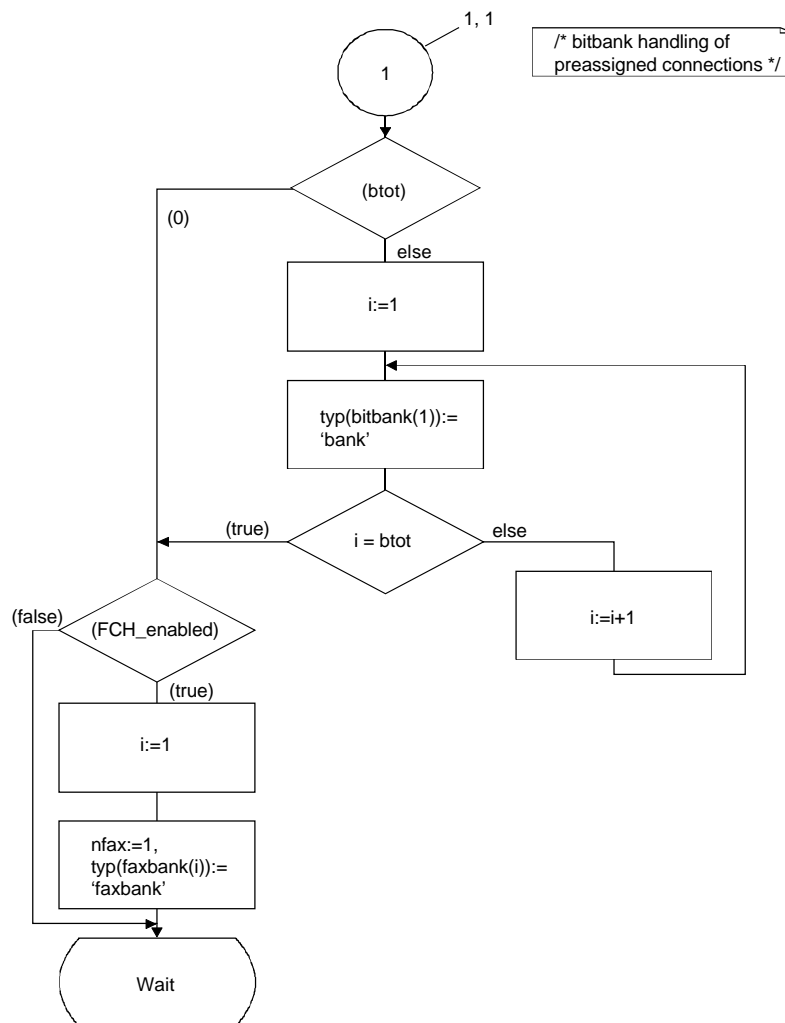 1, 1
/* bitbank handling of
preassigned connections */
1
(btot)
(0)
else
i:=1
typ(bitbank(1)):=
‘bank’
(true)
i = btot
else
i:=i+1
(false)
(FCH_enabled)
(true)
i:=1
nfax:=1,
typ(faxbank(i)):=
‘faxbank’
Wait